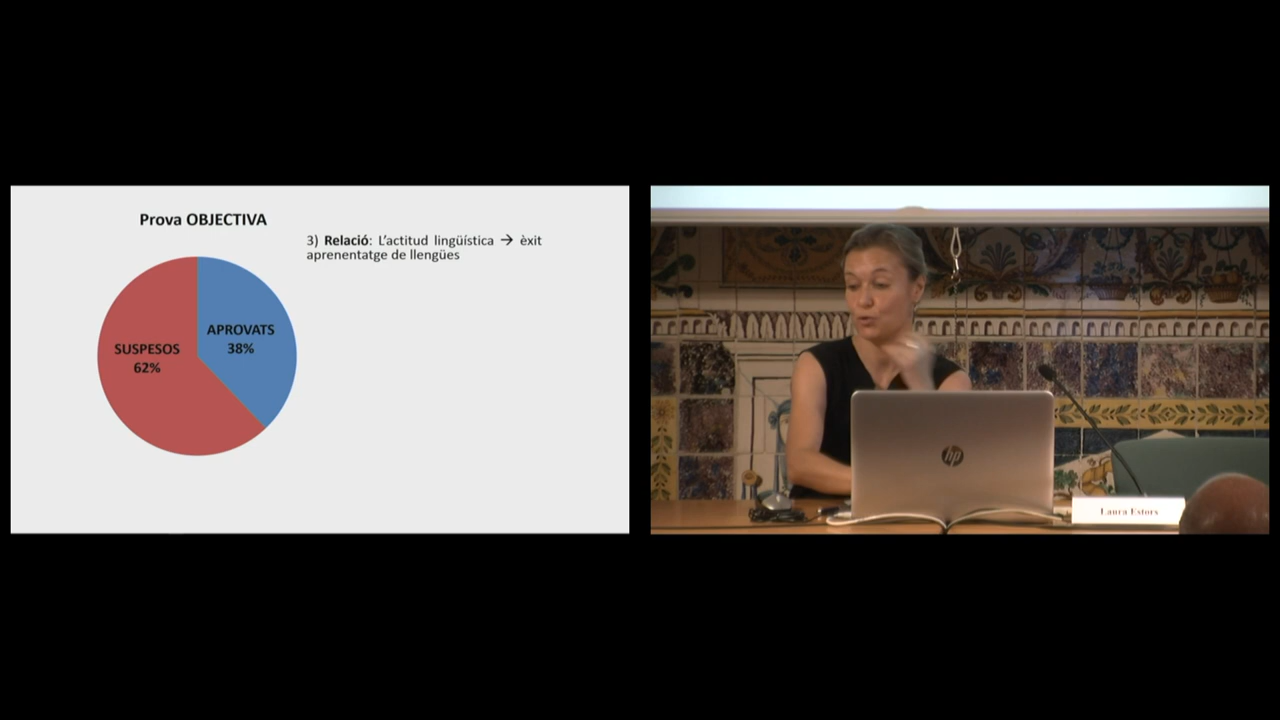 Prova OBJECTIVA
3) Relació: L'actitud lingüística → èxit
aprenentatge de llengües
APROVATS
38%
SUSPESOS
62%
hp
Laura Estors